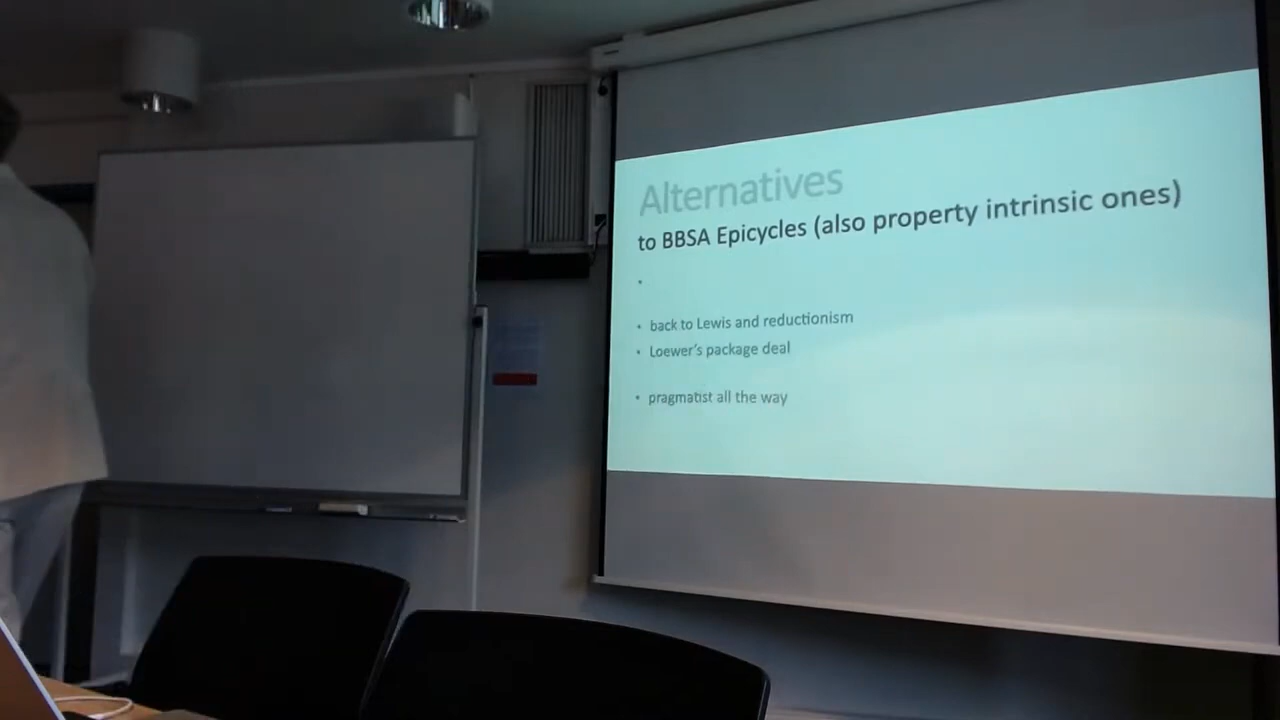 Alternatives
to BBSA Epicycles (also property intrinsic ones)
•
• back to Lewis and reductionism
• Loewer's package deal
• pragmatist all the way